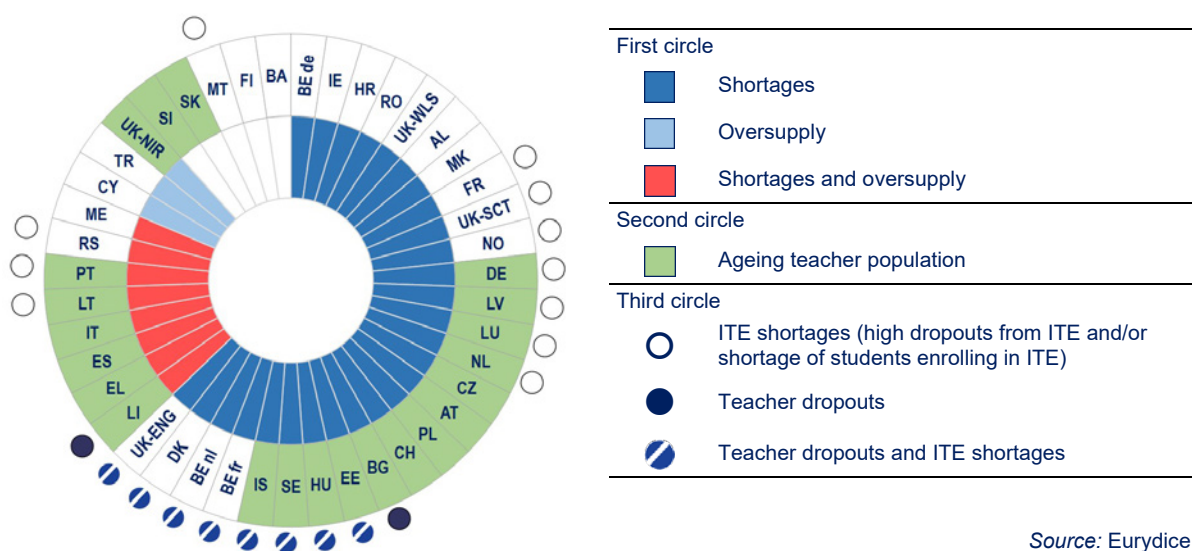 BE de
IE
HR
RO
UK-WLS
AL
MK
FR
UK-SCT
NO
DE
LV
LU
NL
CZ
AT
PL
CH
BG
EE
HU
SE
IS
BE fr
BE nl
DK
UK-ENG
LI
EL
ES
IT
LT
PT
RS
ME
CY
TR
UK-NIR
SI
SK
MT
FI
BA
First circle
Shortages
Oversupply
Shortages and oversupply
Second circle
Ageing teacher population
Third circle
ITE shortages (high dropouts from ITE and/or
shortage of students enrolling in ITE)
Teacher dropouts
Teacher dropouts and ITE shortages
Source: Eurydice